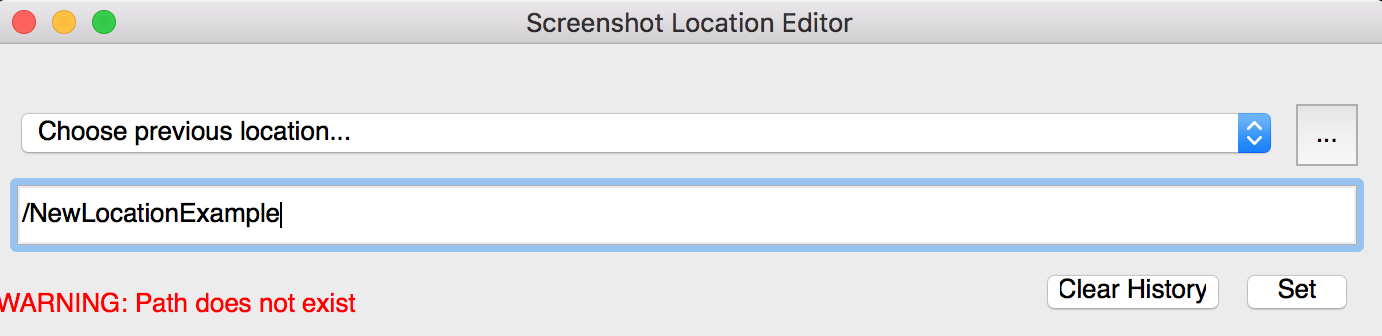 Screenshot Location Editor
Choose previous location...
...
/NewLocationExample
WARNING: Path does not exist
Clear History
Set